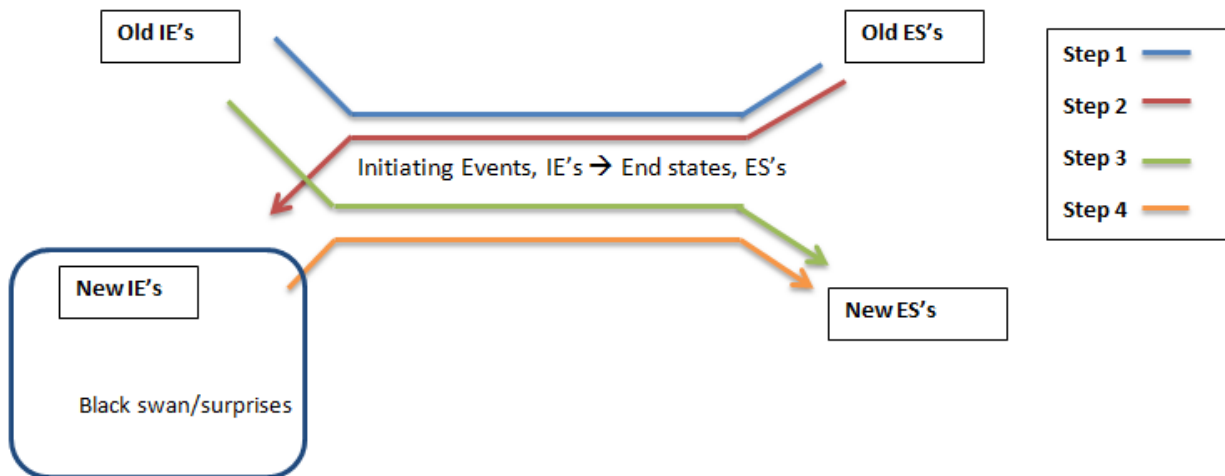 Old IE's
Old ES's
Step 1
Step 2
Step 3
Step 4
Initiating Events, IE's → End states, ES's
New IE's
New ES's
Black swan/surprises